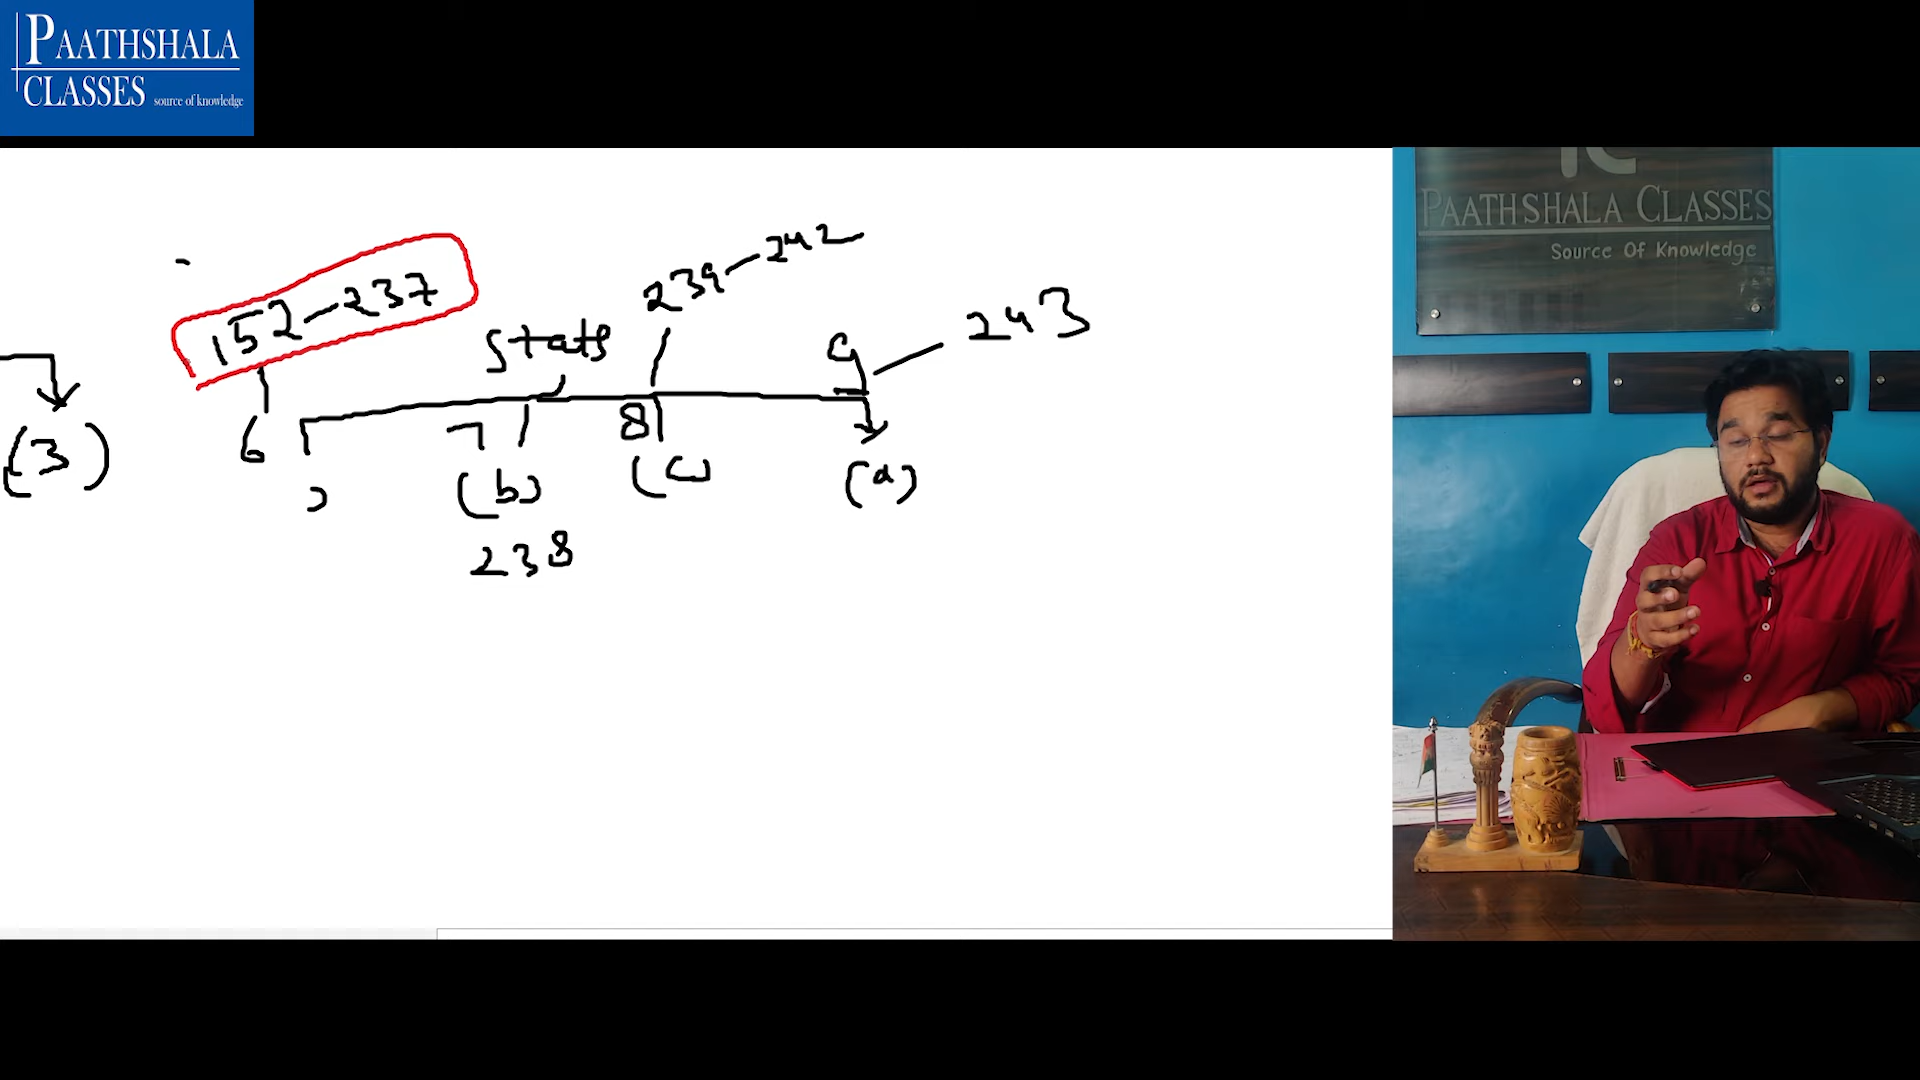 PAATHSHALA
CLASSES source of knowledge
PAATHSHALA CLASSES
Source Of Knowledge
152-237
239-242
243
States
9
6
7
8
(3)
(b)
(c)
(d)
238